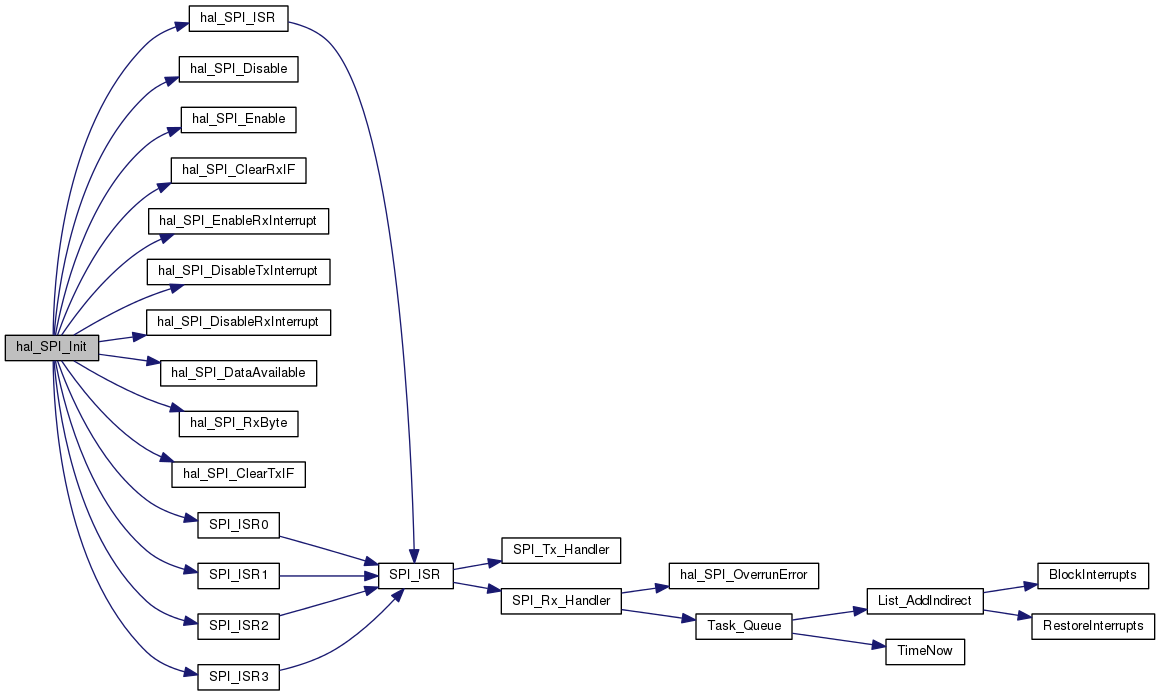 hal_SPI_Init
hal_SPI_ISR
hal_SPI_Disable
hal_SPI_Enable
hal_SPI_ClearRxIF
hal_SPI_EnableRxInterrupt
hal_SPI_DisableTxInterrupt
hal_SPI_DisableRxInterrupt
hal_SPI_DataAvailable
hal_SPI_RxByte
hal_SPI_ClearTxIF
SPI_ISR0
SPI_ISR1
SPI_ISR2
SPI_ISR3
SPI_ISR
SPI_Tx_Handler
SPI_Rx_Handler
hal_SPI_OverrunError
Task_Queue
List_AddIndirect
TimeNow
BlockInterrupts
RestoreInterrupts